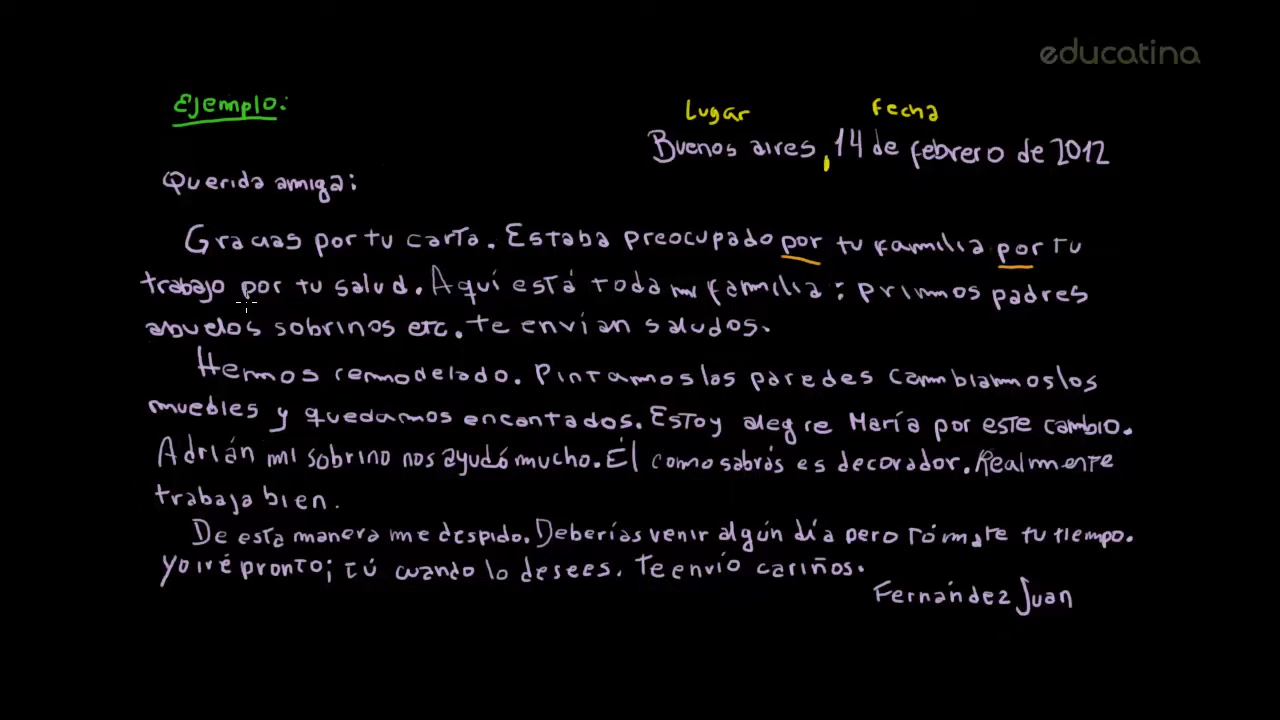 educatina
Ejemplo:
Lugar Fecha
Buenos aires, 14 de febrero de 2012
Querida amiga:
Gracias por tu carta. Estaba preocupado por tu familia por tu
trabajo por tu salud. Aquí está toda mi familia: primos padres
abuelos sobrinos etc. te envían saludos.
Hemos remodelado. Pintamos las paredes cambiamos los
muebles y quedamos encantados. Estoy alegre María por este cambio.
Adrián mi sobrino nos ayudó mucho. Él como sabrás es decorador. Realmente
trabaja bien.
De esta manera me despido. Deberías venir algún día pero tómate tu tiempo.
Yo iré pronto; tú cuando lo desees. Te envío cariños.
Fernández Juan